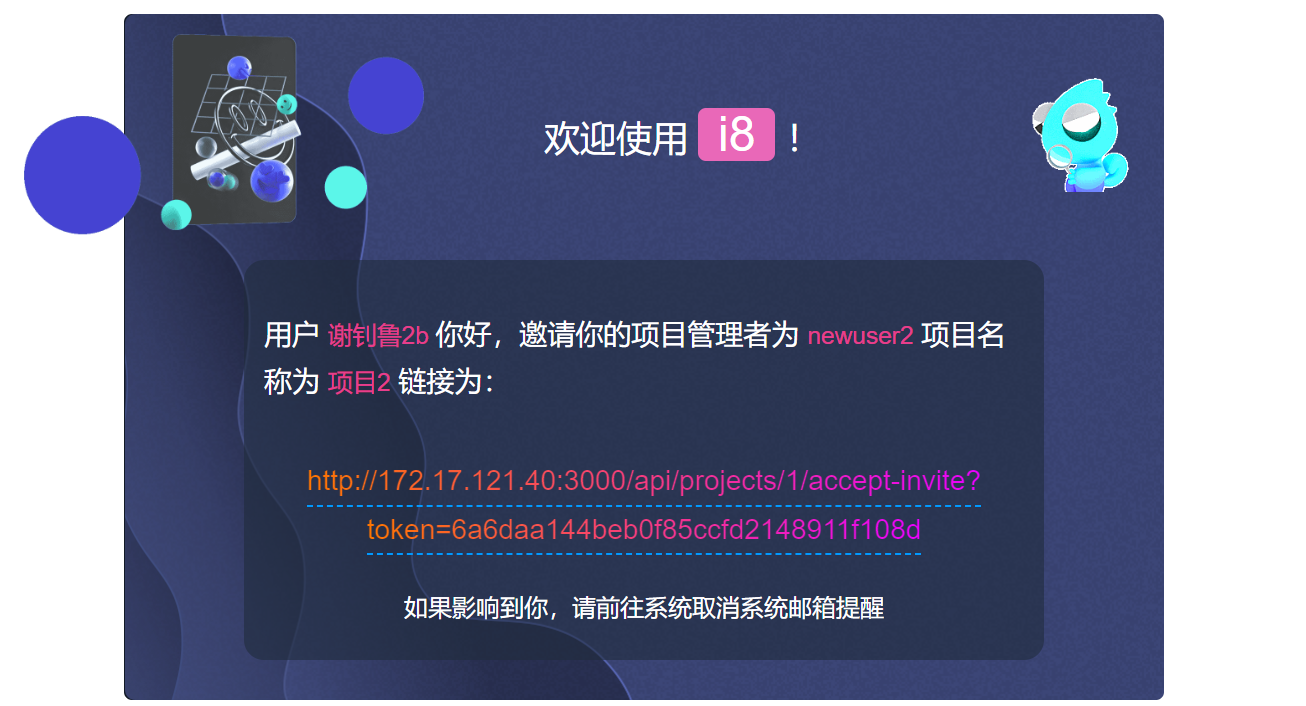 欢迎使用 i8 ！
用户 谢钊鲁2b 你好，邀请你的项目管理者为 newuser2 项目名
称为 项目2 链接为：
http://172.17.121.40:3000/api/projects/1/accept-invite?
token=6a6daa144beb0f85ccfd2148911f108d
如果影响到你，请前往系统取消系统邮箱提醒